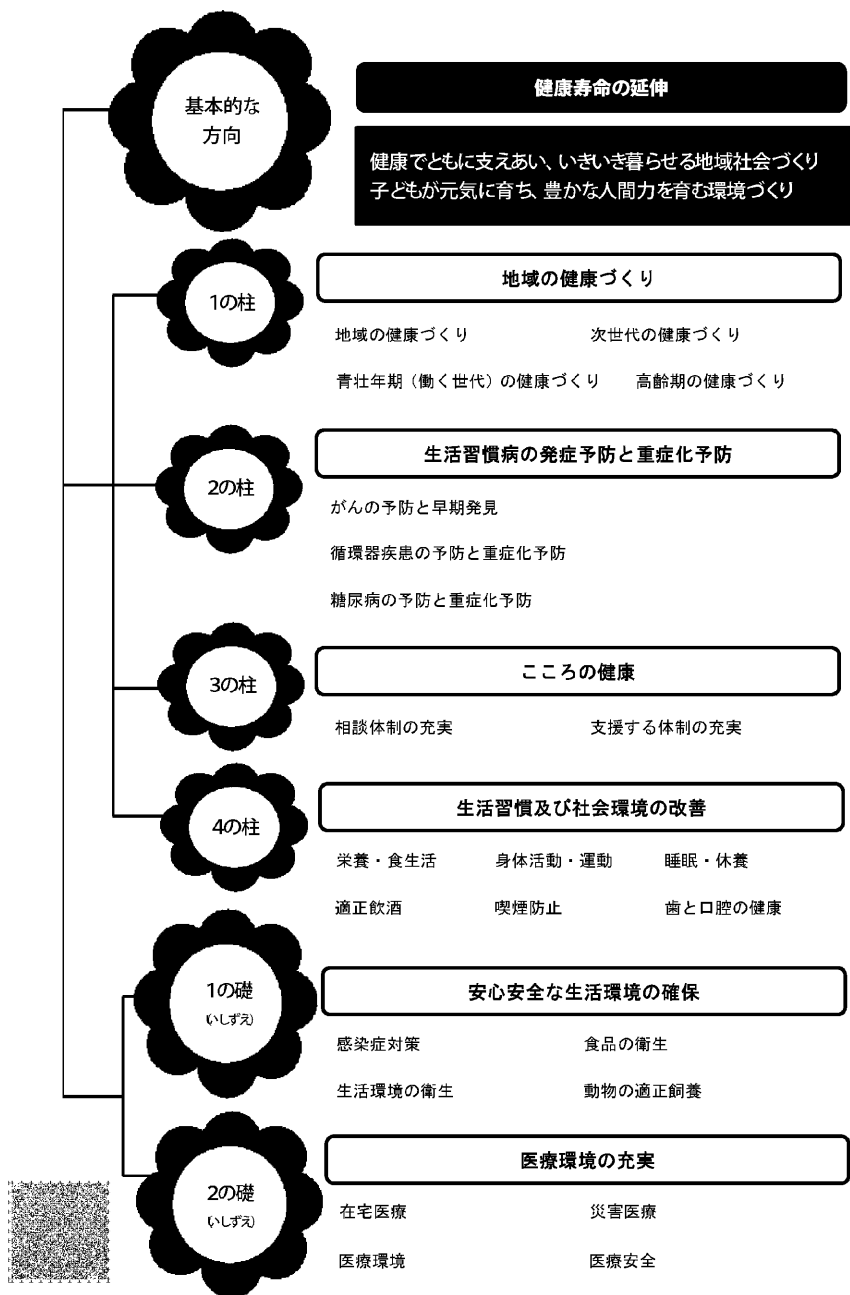 基本的な
方向
健康寿命の延伸
健康でともに支えあい、いきいき暮らせる地域社会づくり
子どもが元気に育ち、豊かな人間力を育む環境づくり
1の柱
地域の健康づくり
地域の健康づくり 次世代の健康づくり
青壮年期（働く世代）の健康づくり 高齢期の健康づくり
2の柱
生活習慣病の発症予防と重症化予防
がんの予防と早期発見
循環器疾患の予防と重症化予防
糖尿病の予防と重症化予防
3の柱
こころの健康
相談体制の充実 支援する体制の充実
4の柱
生活習慣及び社会環境の改善
栄養・食生活 身体活動・運動 睡眠・休養
適正飲酒 喫煙防止 歯と口腔の健康
1の礎
(いしずえ)
安心安全な生活環境の確保
感染症対策 食品の衛生
生活環境の衛生 動物の適正飼養
2の礎
(いしずえ)
医療環境の充実
在宅医療 災害医療
医療環境 医療安全